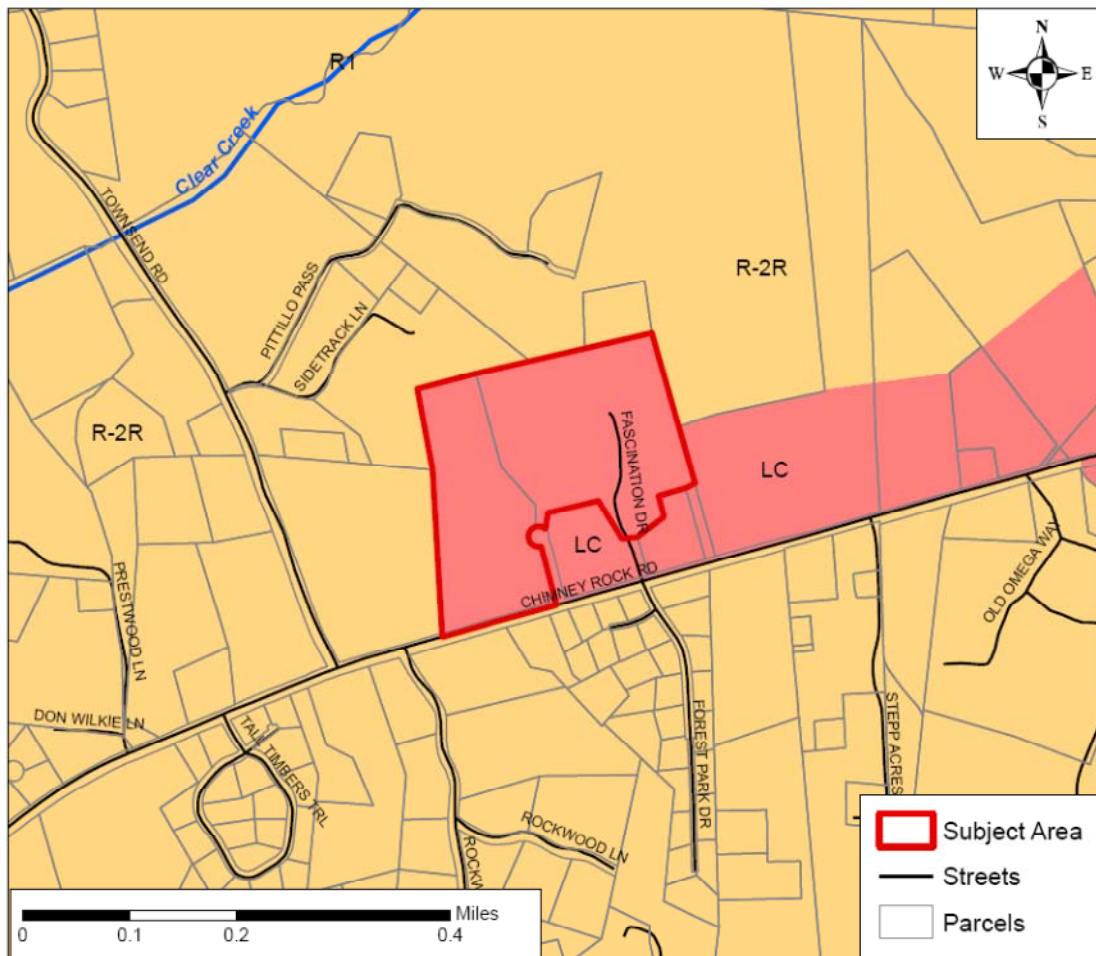 N
W E
S
R1
Clear Creek
TOWNSEND RD
PITTILLO PASS
SIDETRACK LN
R-2R
R-2R
FASCINATION DR
LC
LC
CHIMNEY ROCK RD
OLD OMEGA WAY
PRESTWOOD LN
DON WILKIE LN
TALL TIMBERS TRL
FOREST PARK DR
STEPP ACRES
ROCKWOOD LN
ROCKW
Subject Area
Streets
Parcels
Miles
0 0.1 0.2 0.4